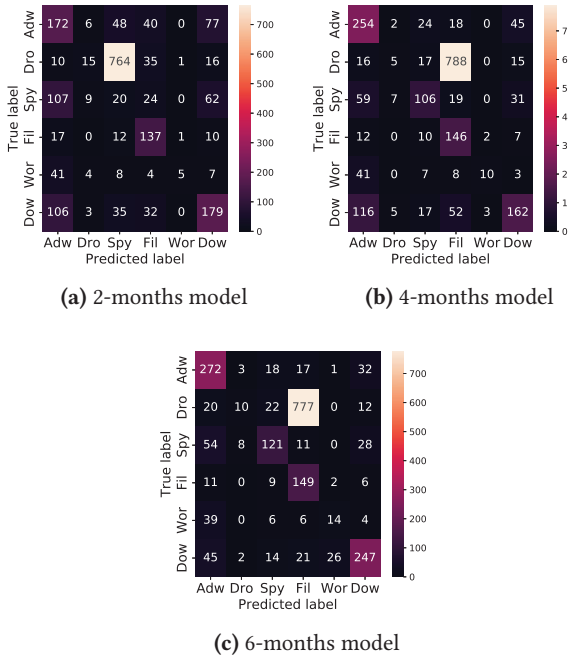 Adw 172 6 48 40 0 77
Dro 10 15 764 35 1 16
Spy 107 9 20 24 0 62
Fil 17 0 12 137 1 10
Wor 41 4 8 4 5 7
Dow 106 3 35 32 0 179
Adw Dro Spy Fil Wor Dow
Predicted label
True label
700
600
500
400
300
200
100
0
(a) 2-months model
Adw 254 2 24 18 0 45
Dro 16 5 17 788 0 15
Spy 59 7 106 19 0 31
Fil 12 0 10 146 2 7
Wor 41 0 7 8 10 3
Dow 116 5 17 52 3 162
Adw Dro Spy Fil Wor Dow
Predicted label
True label
7
6
5
4
3
2
1
0
(b) 4-months model
Adw 272 3 18 17 1 32
Dro 20 10 22 777 0 12
Spy 54 8 121 11 0 28
Fil 11 0 9 149 2 6
Wor 39 0 6 6 14 4
Dow 45 2 14 21 26 247
Adw Dro Spy Fil Wor Dow
Predicted label
True label
700
600
500
400
300
200
100
0
(c) 6-months model